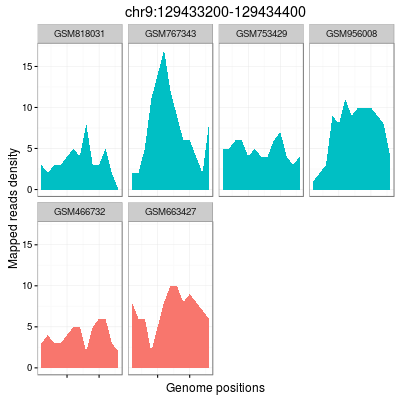 chr9:129433200-129434400
GSM818031 GSM767343 GSM753429 GSM956008
15
10
5
0
GSM466732 GSM663427
15
10
5
0
Mapped reads density
Genome positions